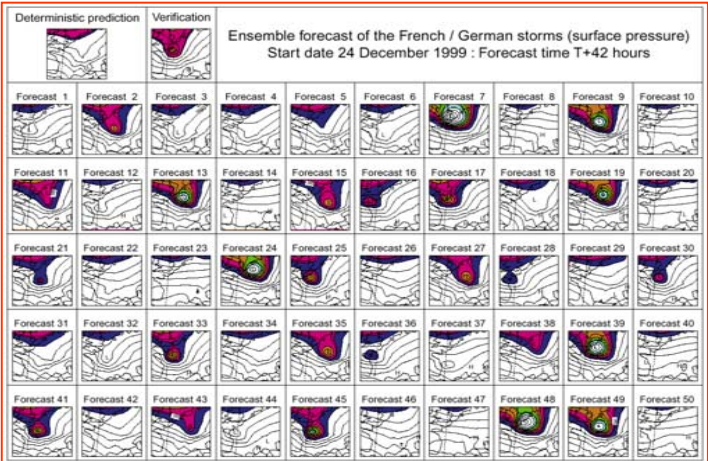 Deterministic prediction
Verification
Ensemble forecast of the French / German storms (surface pressure)
Start date 24 December 1999 : Forecast time T+42 hours
Forecast 1
Forecast 2
Forecast 3
Forecast 4
Forecast 5
Forecast 6
Forecast 7
Forecast 8
Forecast 9
Forecast 10
Forecast 11
Forecast 12
Forecast 13
Forecast 14
Forecast 15
Forecast 16
Forecast 17
Forecast 18
Forecast 19
Forecast 20
Forecast 21
Forecast 22
Forecast 23
Forecast 24
Forecast 25
Forecast 26
Forecast 27
Forecast 28
Forecast 29
Forecast 30
Forecast 31
Forecast 32
Forecast 33
Forecast 34
Forecast 35
Forecast 36
Forecast 37
Forecast 38
Forecast 39
Forecast 40
Forecast 41
Forecast 42
Forecast 43
Forecast 44
Forecast 45
Forecast 46
Forecast 47
Forecast 48
Forecast 49
Forecast 50